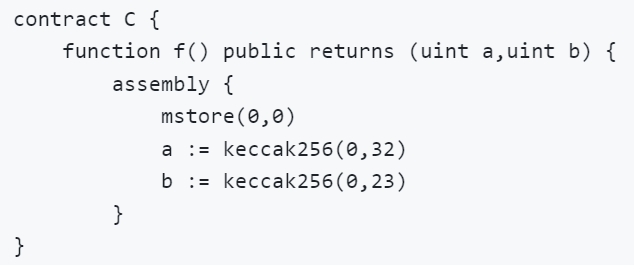 contract C {
    function f() public returns (uint a,uint b) {
        assembly {
            mstore(0,0)
            a := keccak256(0,32)
            b := keccak256(0,23)
        }
    }
}